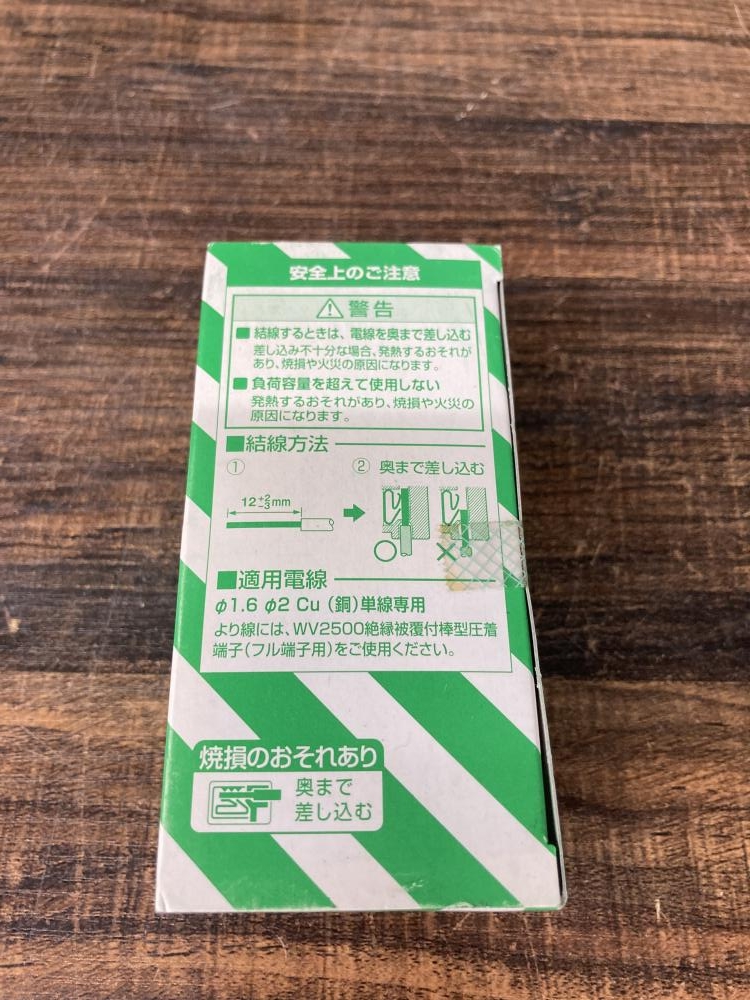 安全上のご注意
警告
■結線するときは、電線を奥まで差し込む
差し込み不十分な場合、発熱するおそれが
あり、焼損や火災の原因になります。
■負荷容量を超えて使用しない
発熱するおそれがあり、焼損や火災の
原因になります。
■結線方法
① ②奥まで差し込む
12 +2 -3 mm
○ ×
■適用電線
φ1.6 φ2 Cu (銅)単線専用
より線には、WV2500絶縁被覆付棒型圧着
端子(フル端子用)をご使用ください。
焼損のおそれあり
奥まで
差し込む